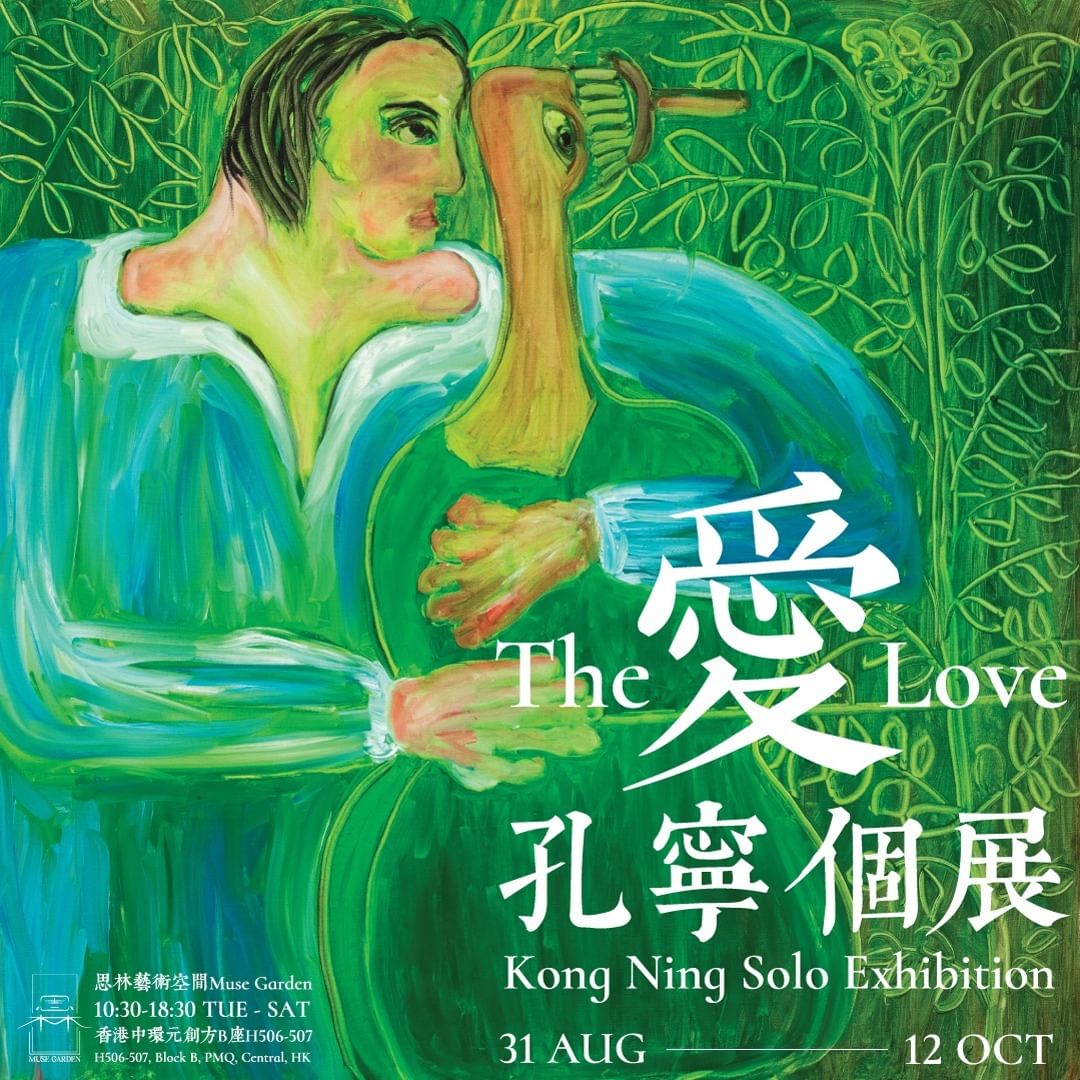 The 愛 Love
孔寧個展
Kong Ning Solo Exhibition
31 AUG 12 OCT
思林藝術空間Muse Garden
10:30-18:30 TUE - SAT
香港中環元創方B座H506-507
H506-507, Block B, PMQ, Central, HK
MUSE GARDEN